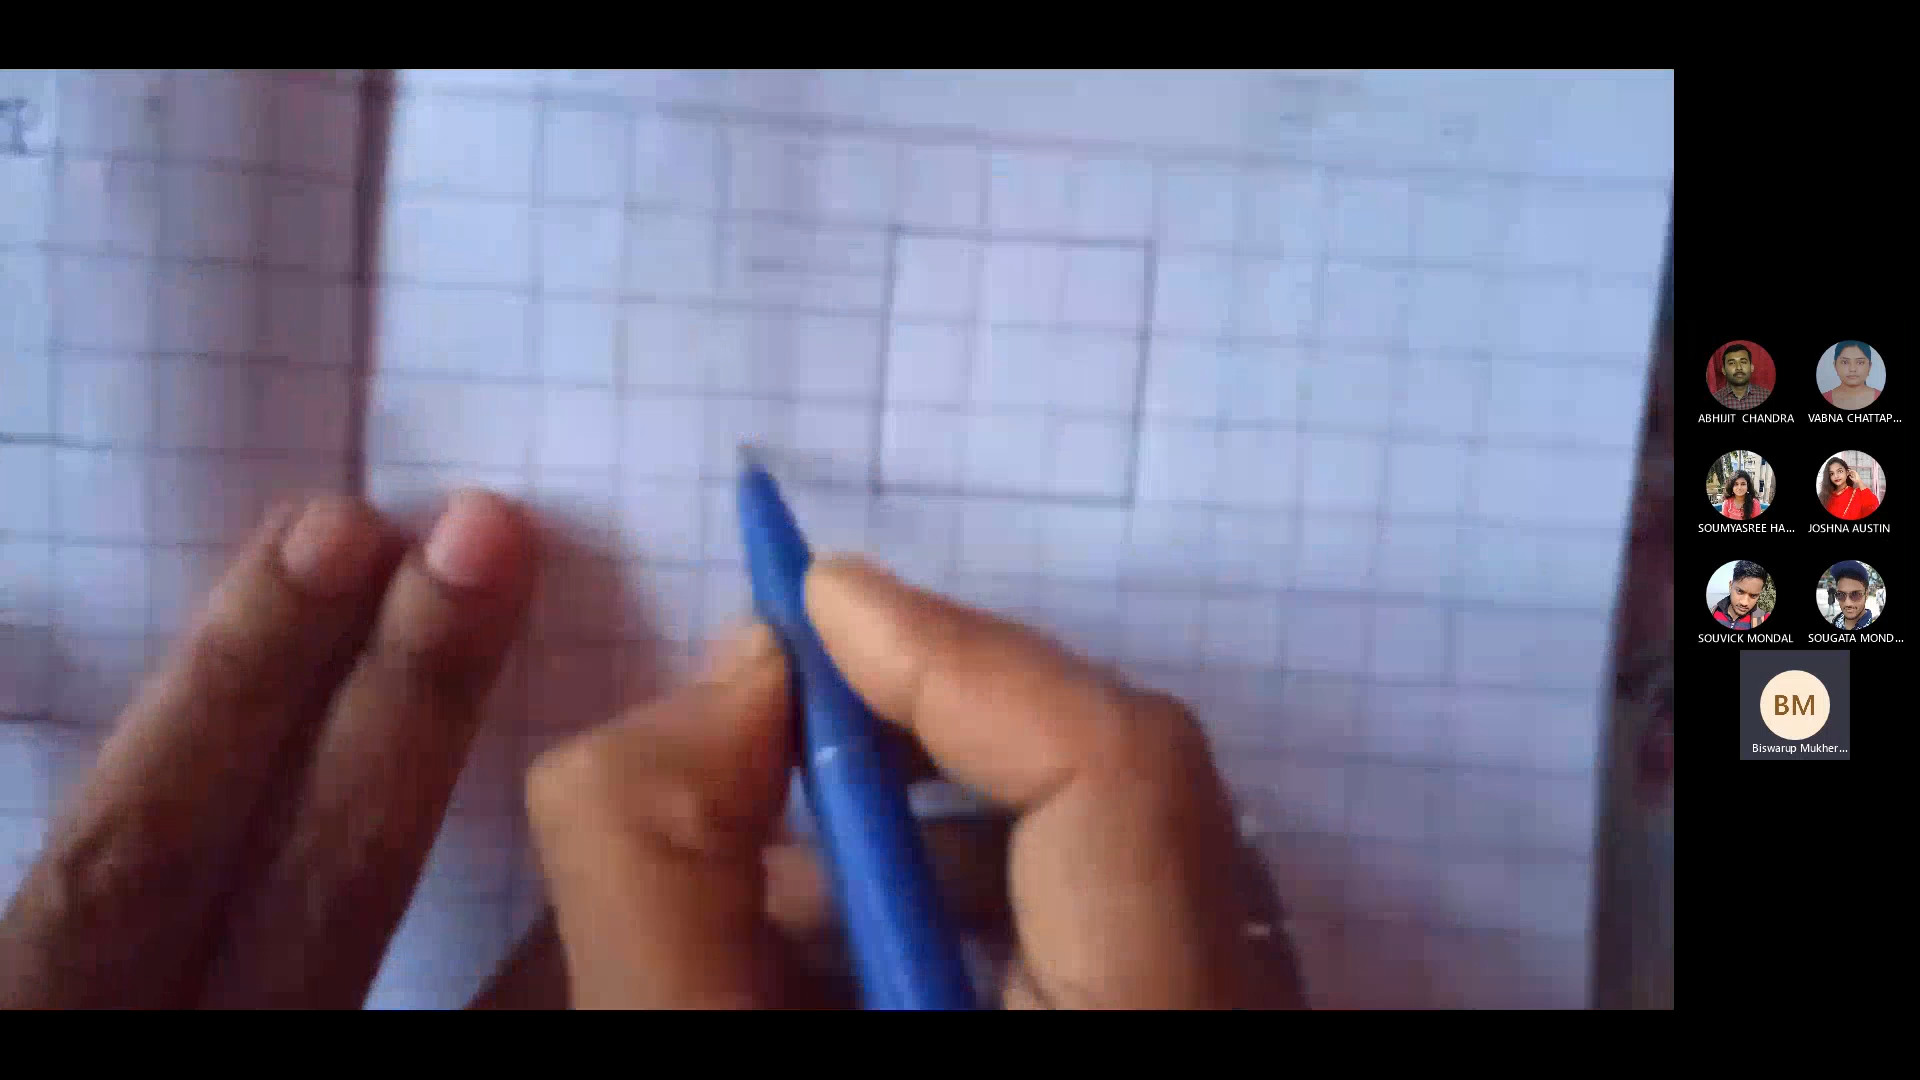 ABHIJIT CHANDRA
VABNA CHATTAP...
SOUMYASREE HA...
JOSHNA AUSTIN
SOUVICK MONDAL
SOUGATA MOND...
BM
Biswarup Mukher...